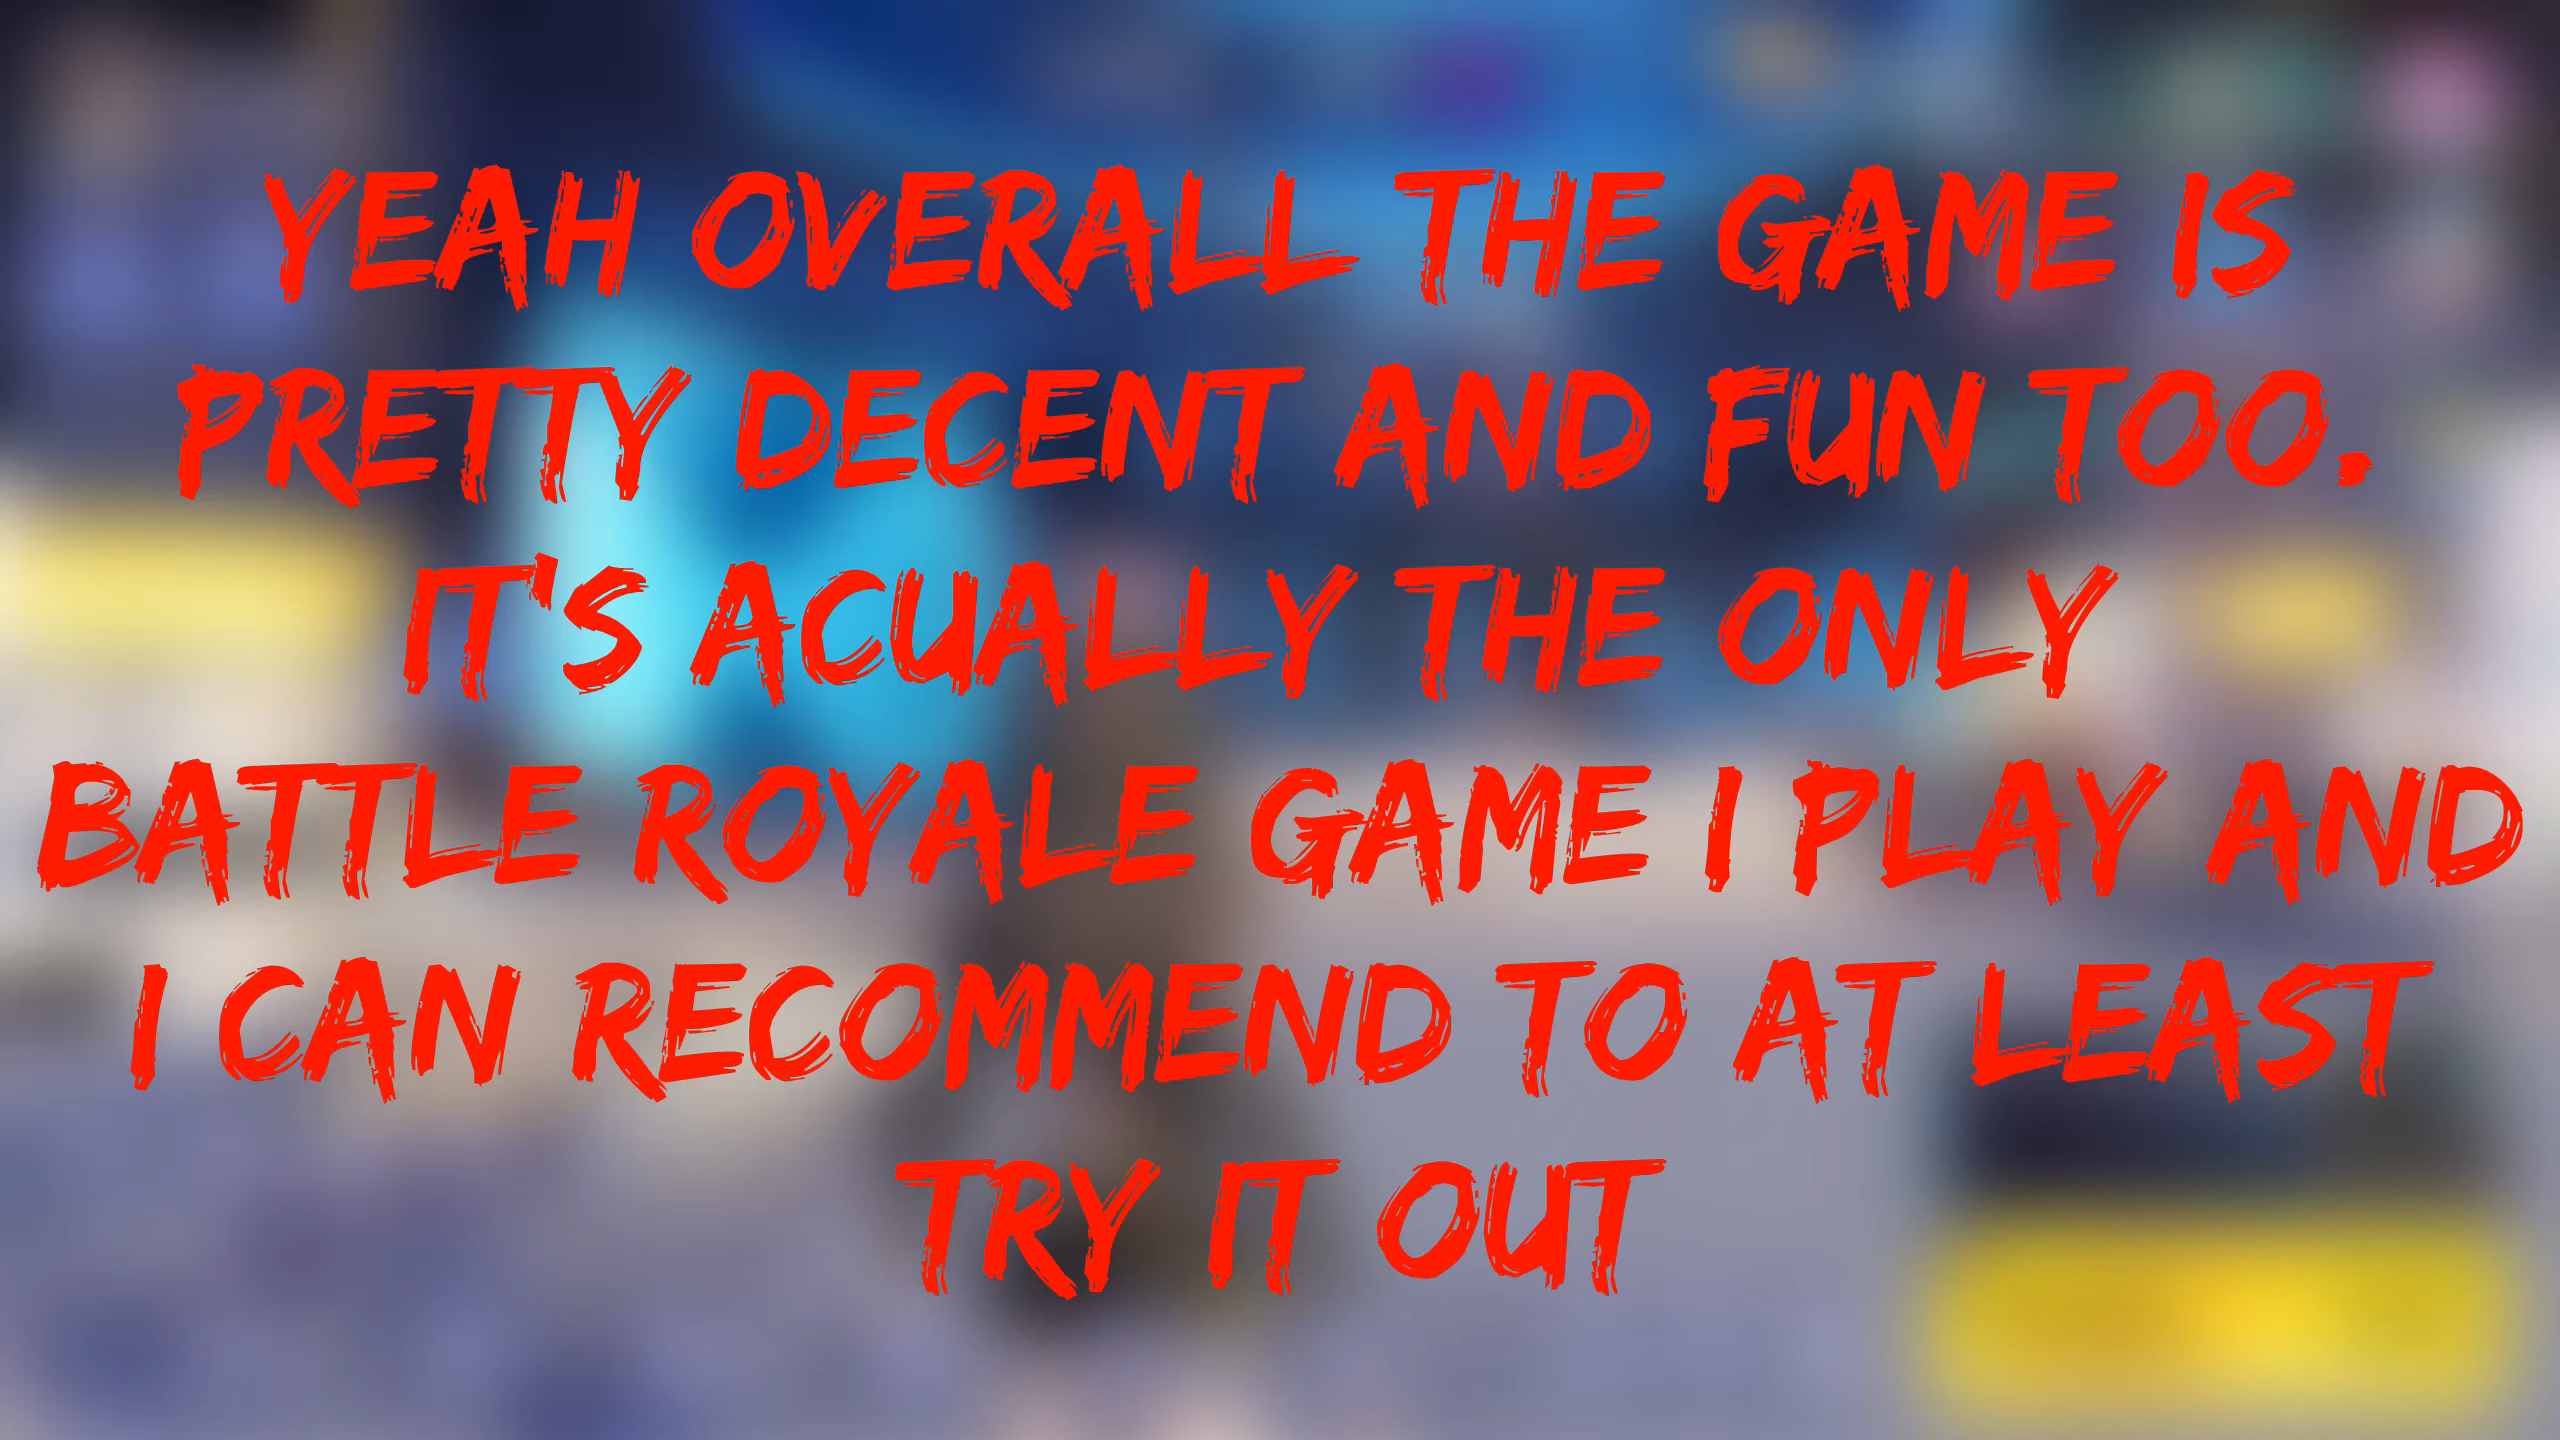 YEAH OVERALL THE GAME IS
PRETTY DECENT AND FUN TOO.
IT'S ACUALLY THE ONLY
BATTLE ROYALE GAME I PLAY AND
I CAN RECOMMEND TO AT LEAST
TRY IT OUT